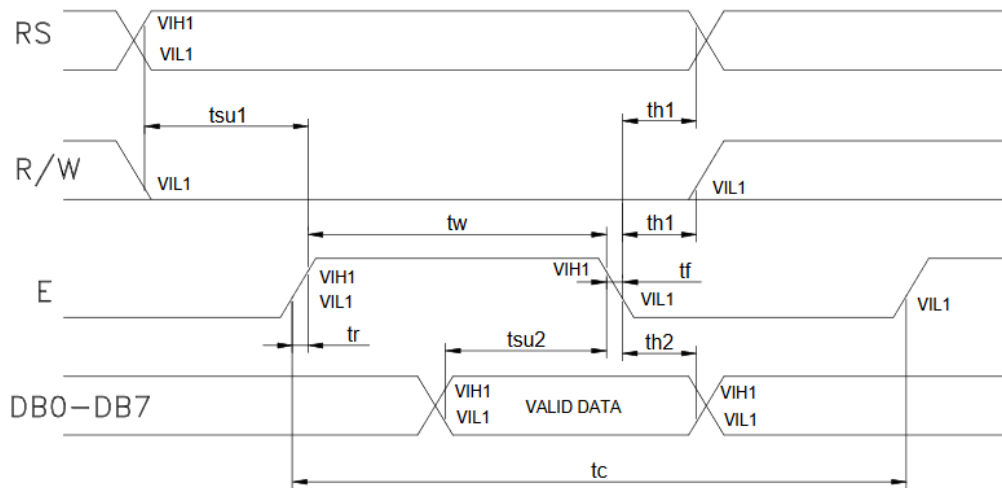 RS
VIH1
VIL1
tsu1
th1
R/W
VIL1
VIL1
tw
th1
E
VIH1
VIL1
VIH1
tf
VIL1
VIL1
tr
tsu2
th2
DB0-DB7
VIH1
VIL1
VALID DATA
VIH1
VIL1
tc